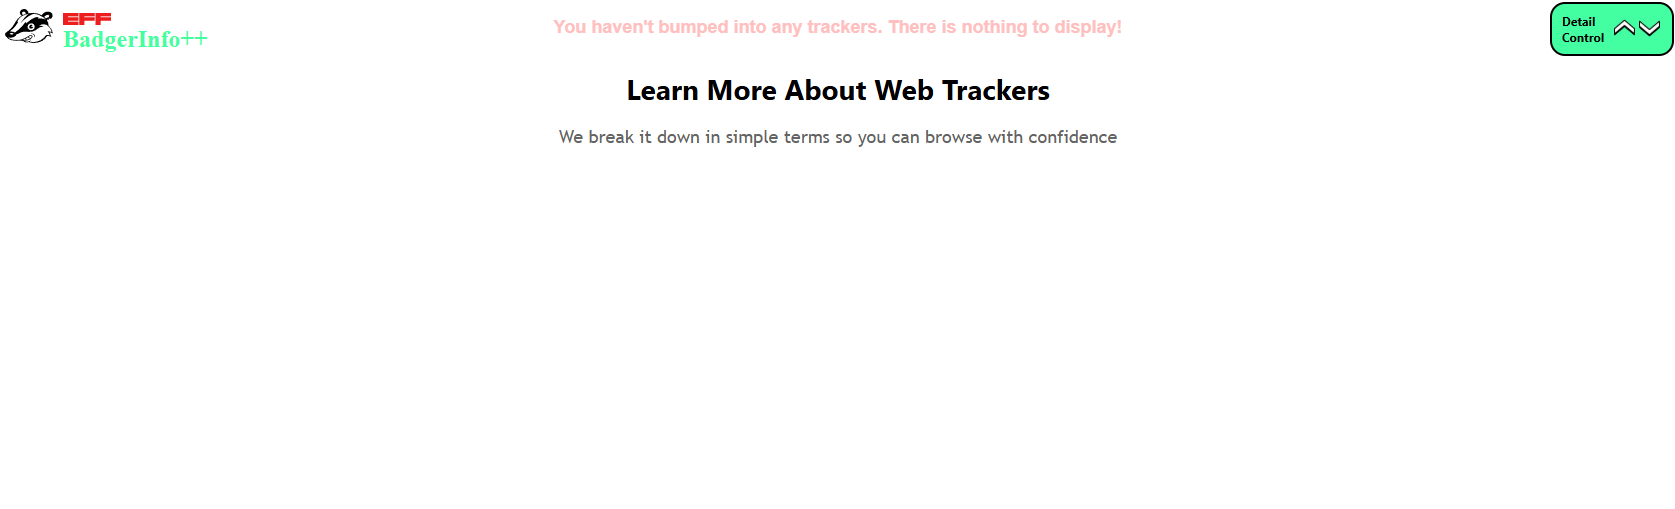 EFF
BadgerInfo++
You haven't bumped into any trackers. There is nothing to display!
Detail
Control
Learn More About Web Trackers
We break it down in simple terms so you can browse with confidence